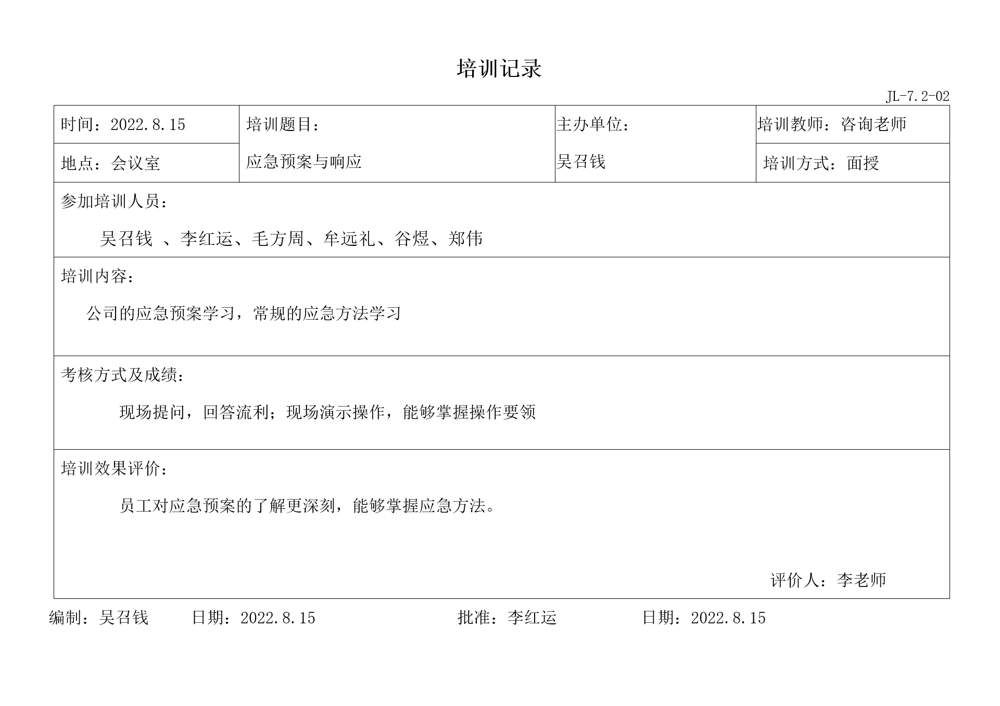 培训记录
JL-7.2-02
时间：2022.8.15
培训题目：
主办单位：
培训教师：咨询老师
地点：会议室
应急预案与响应
吴召钱
培训方式：面授
参加培训人员：
吴召钱 、李红运、毛方周、牟远礼、谷煜、郑伟
培训内容：
公司的应急预案学习，常规的应急方法学习
考核方式及成绩：
现场提问，回答流利；现场演示操作，能够掌握操作要领
培训效果评价：
员工对应急预案的了解更深刻，能够掌握应急方法。
评价人：李老师
编制：吴召钱 日期：2022.8.15 批准：李红运 日期：2022.8.15